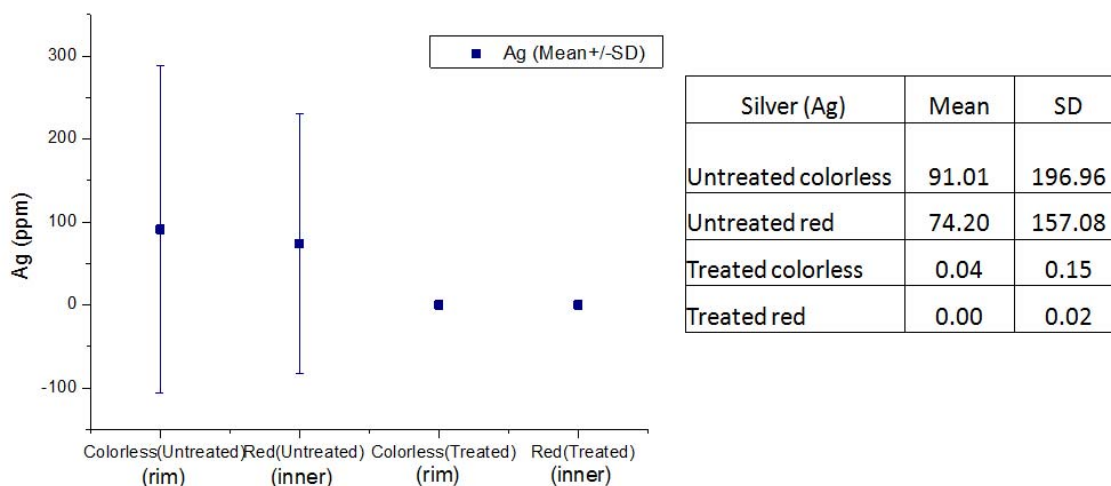 Ag (Mean+/-SD)
300
200
100
0
-100
Ag (ppm)
Colorless(Untreated) Red(Untreated) Colorless(Treated) Red(Treated)
(rim) (inner) (rim) (inner)
Silver (Ag) Mean SD
Untreated colorless 91.01 196.96
Untreated red 74.20 157.08
Treated colorless 0.04 0.15
Treated red 0.00 0.02